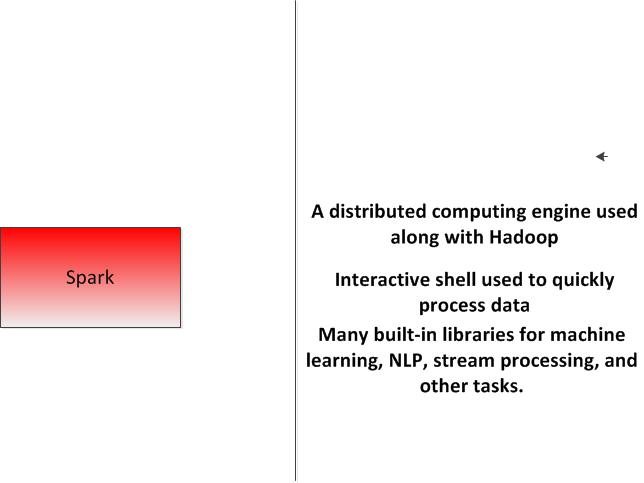 Spark
A distributed computing engine used
along with Hadoop
Interactive shell used to quickly
process data
Many built-in libraries for machine
learning, NLP, stream processing, and
other tasks.